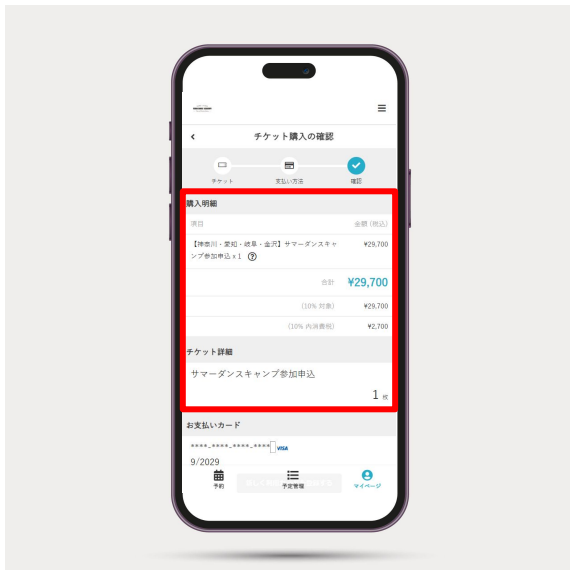 チケット購入の確認
チケット
支払い方法
確認
購入明細
項目
金額 (税込)
【神奈川・愛知・岐阜・金沢】サマーダンスキャ
ンプ参加申込 x 1
¥29,700
合計
¥29,700
(10% 対象)
¥29,700
(10% 内消費税)
¥2,700
チケット詳細
サマーダンスキャンプ参加申込
1 枚
お支払いカード
****-****-****-****
VISA
9/2029
予約
予定管理
マイページ